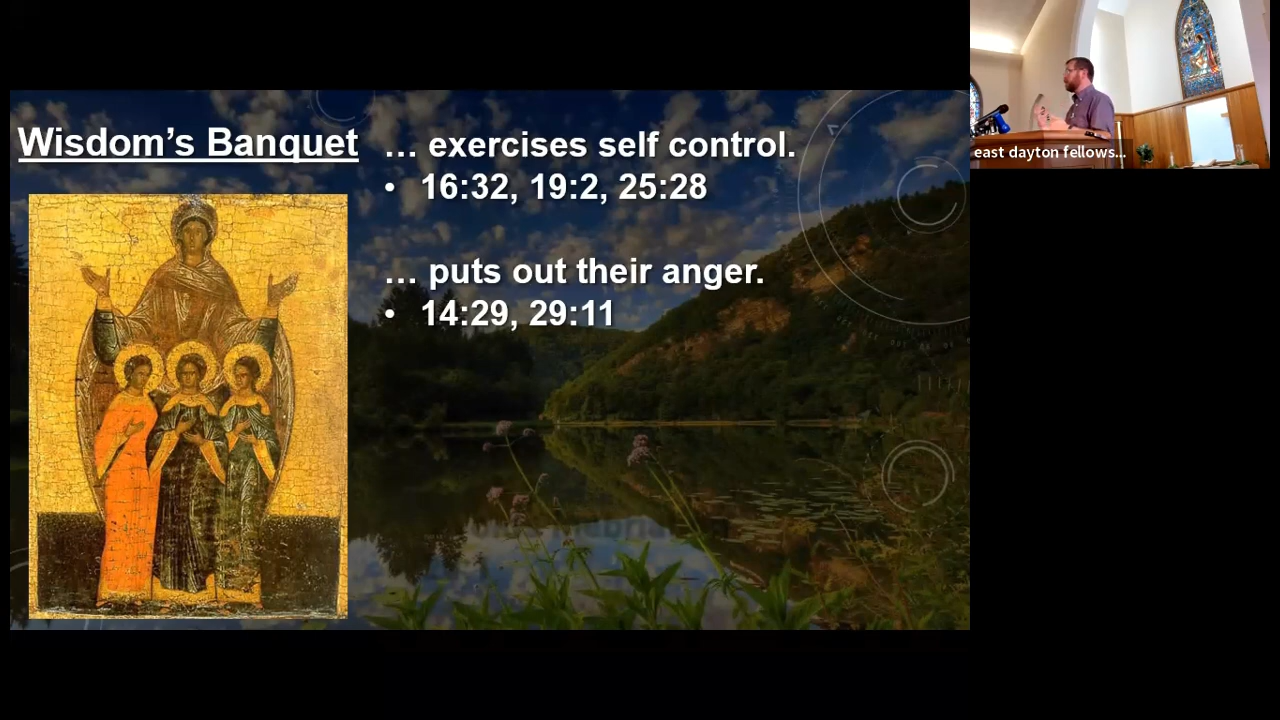 Wisdom's Banquet
... exercises self control.
• 16:32, 19:2, 25:28
... puts out their anger.
• 14:29, 29:11
east dayton fellows...